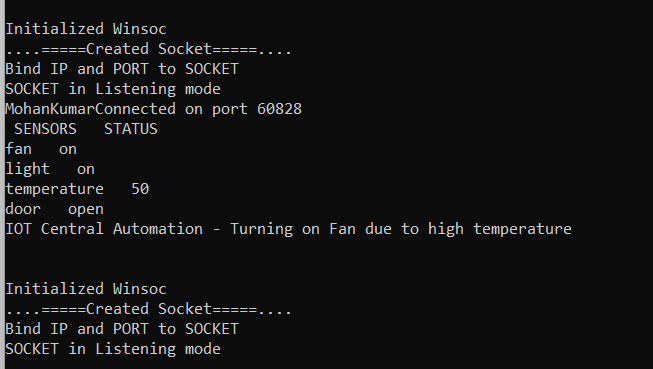 Initialized Winsoc
....=====Created Socket=====....
Bind IP and PORT to SOCKET
SOCKET in Listening mode
MohanKumarConnected on port 60828
SENSORS   STATUS
fan   on
light   on
temperature   50
door   open
IOT Central Automation - Turning on Fan due to high temperature
Initialized Winsoc
....=====Created Socket=====....
Bind IP and PORT to SOCKET
SOCKET in Listening mode